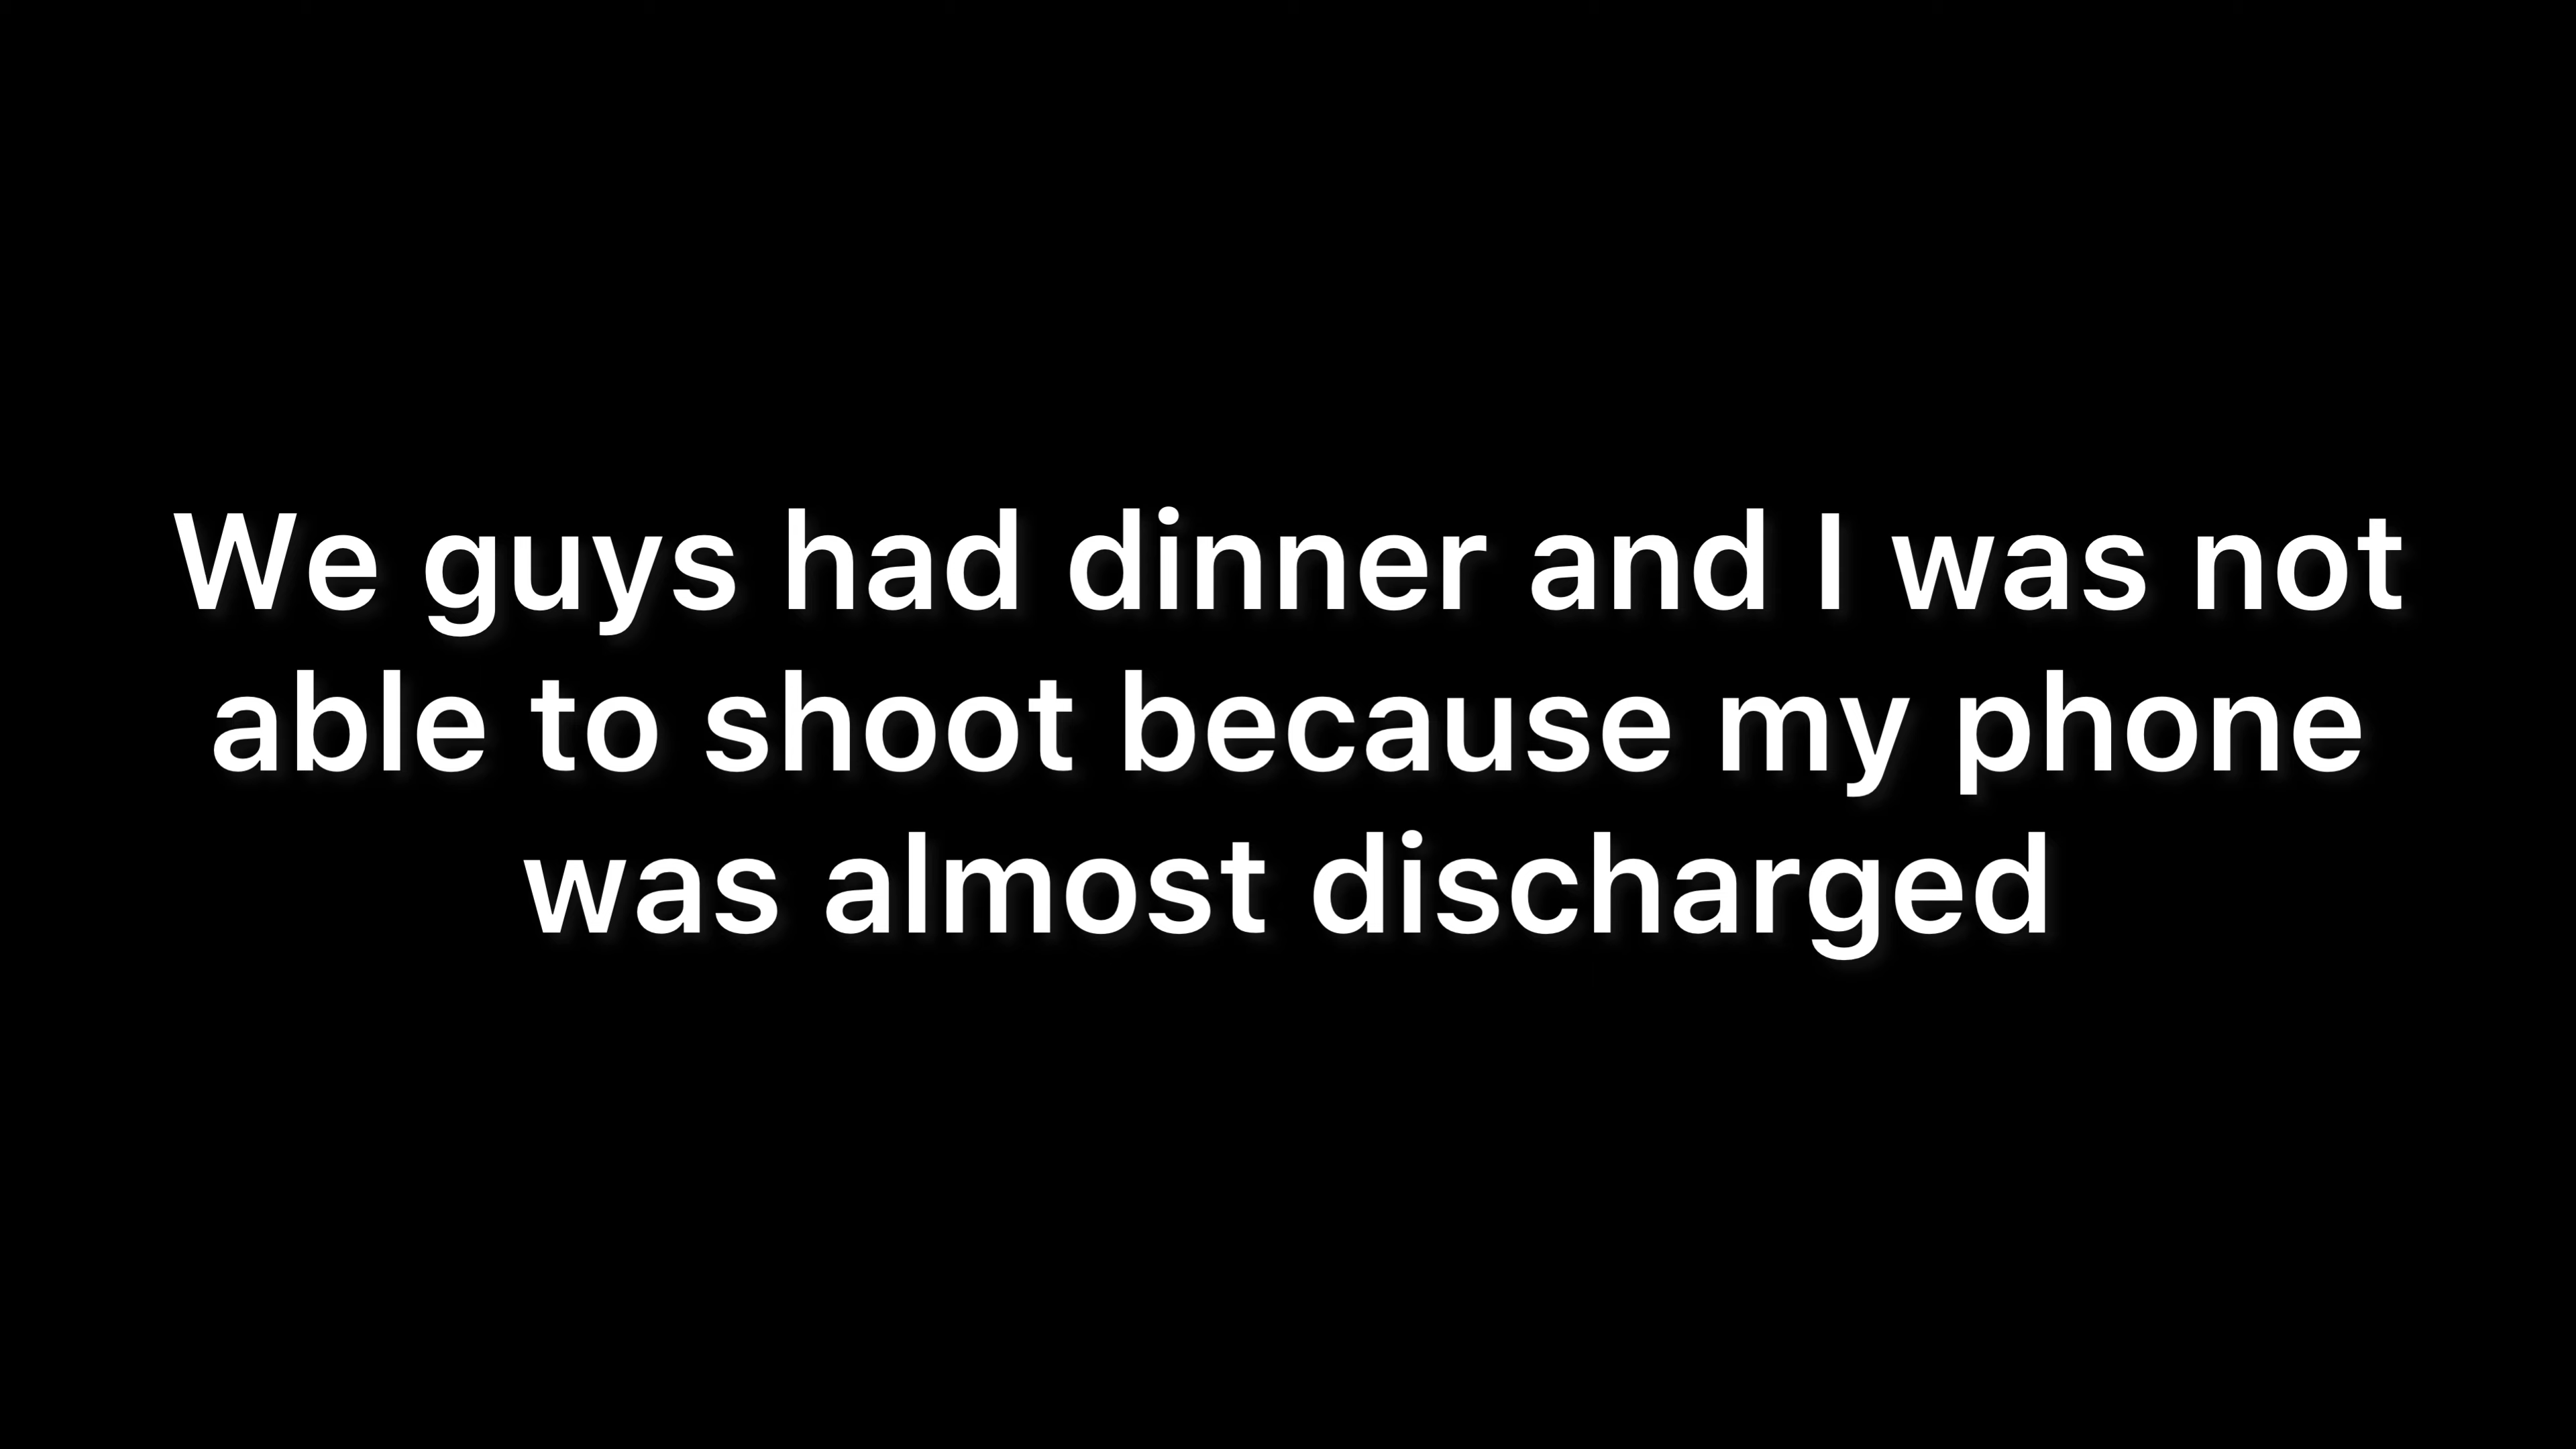 We guys had dinner and I was not
able to shoot because my phone
was almost discharged